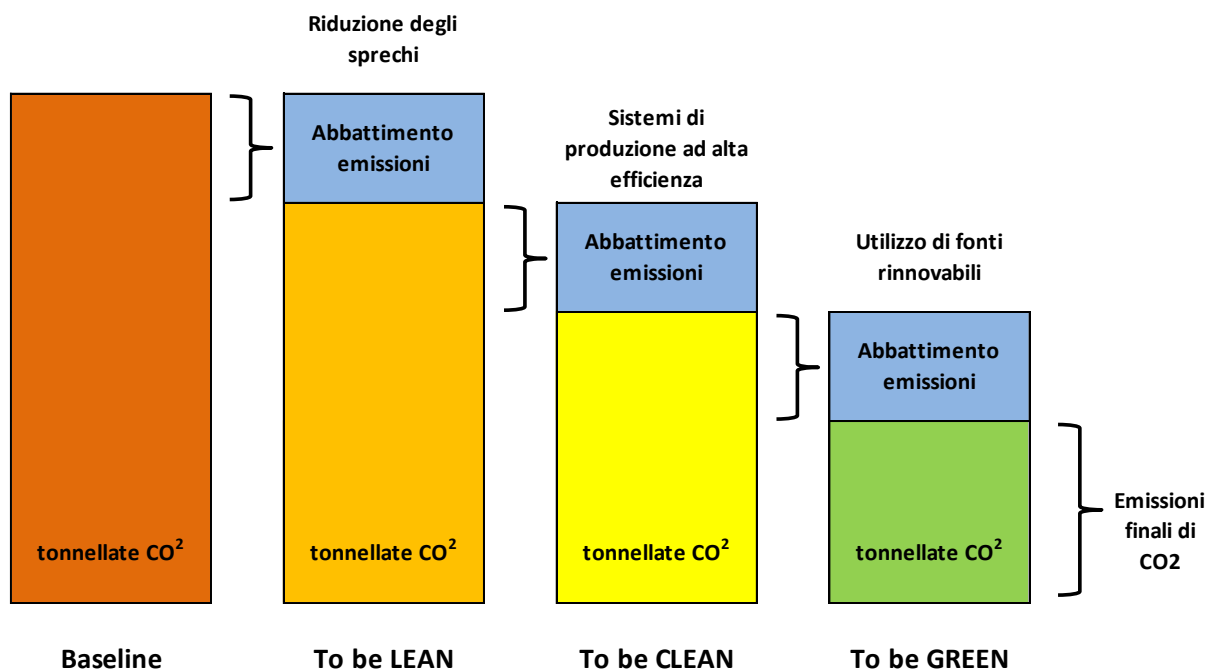 Riduzione degli
sprechi
Abbattimento
emissioni
Sistemi di
produzione ad alta
efficienza
Abbattimento
emissioni
Utilizzo di fonti
rinnovabili
Abbattimento
emissioni
tonnellate CO²
tonnellate CO²
tonnellate CO²
tonnellate CO²
Emissioni
finali di
CO2
Baseline
To be LEAN
To be CLEAN
To be GREEN